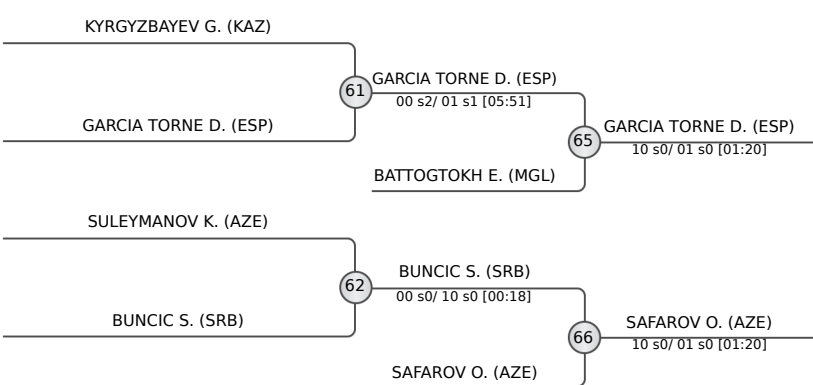 KYRGYZBAYEV G. (KAZ)
61
GARCIA TORNE D. (ESP)
00 s2/ 01 s1 [05:51]
GARCIA TORNE D. (ESP)
65
GARCIA TORNE D. (ESP)
10 s0/ 01 s0 [01:20]
BATTOGTOKH E. (MGL)
SULEYMANOV K. (AZE)
62
BUNCIC S. (SRB)
00 s0/ 10 s0 [00:18]
BUNCIC S. (SRB)
66
SAFAROV O. (AZE)
10 s0/ 01 s0 [01:20]
SAFAROV O. (AZE)